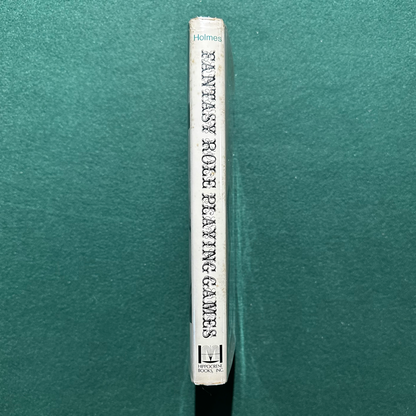 Holmes
FANTASY ROLE PLAYING GAMES
HIPPOCRENE
BOOKS, INC.